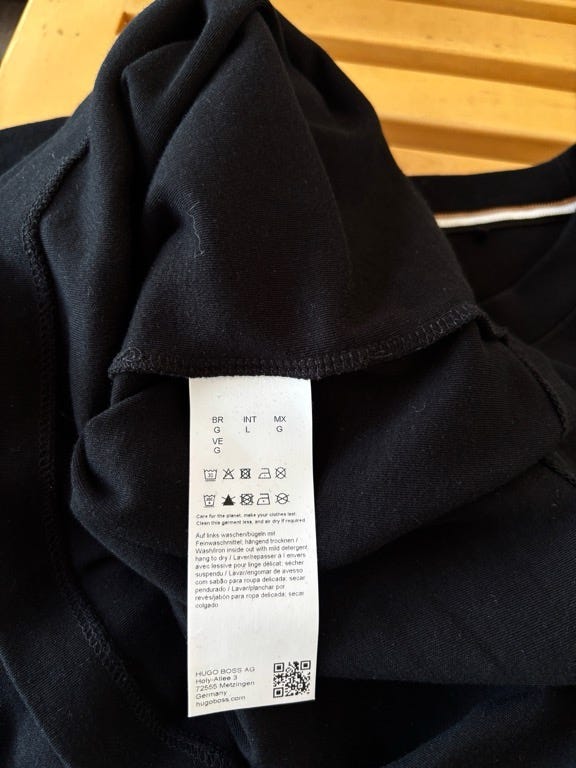 BR INT MX
G L G
VE
G
30
Care for the planet, make your clothes last.
Clean this garment less, and air dry if required
Auf links waschen/bügeln mit
Feinwaschmittel; hängend trocknen /
Wash/iron inside out with mild detergent
hang to dry / Laver/repasser à l envers
avec lessive pour linge délicat; sécher
suspendu / Lavar/engomar de avesso
com sabão para roupa delicada; secar
pendurado / Lavar/planchar por
revés/jabón para ropa delicada; secar
colgado
HUGO BOSS AG
Holy-Allee 3
72555 Metzingen
Germany
hugoboss.com